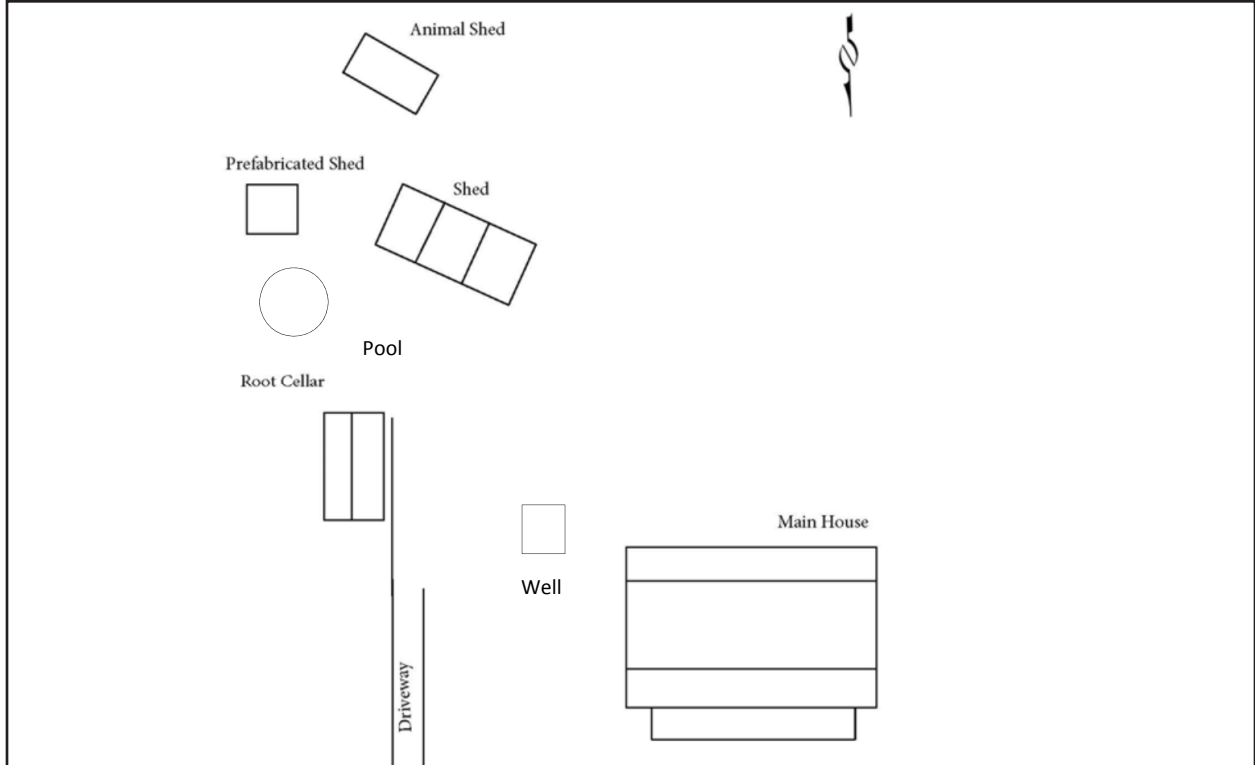 Animal Shed
Prefabricated Shed
Shed
Pool
Root Cellar
Main House
Well
Driveway